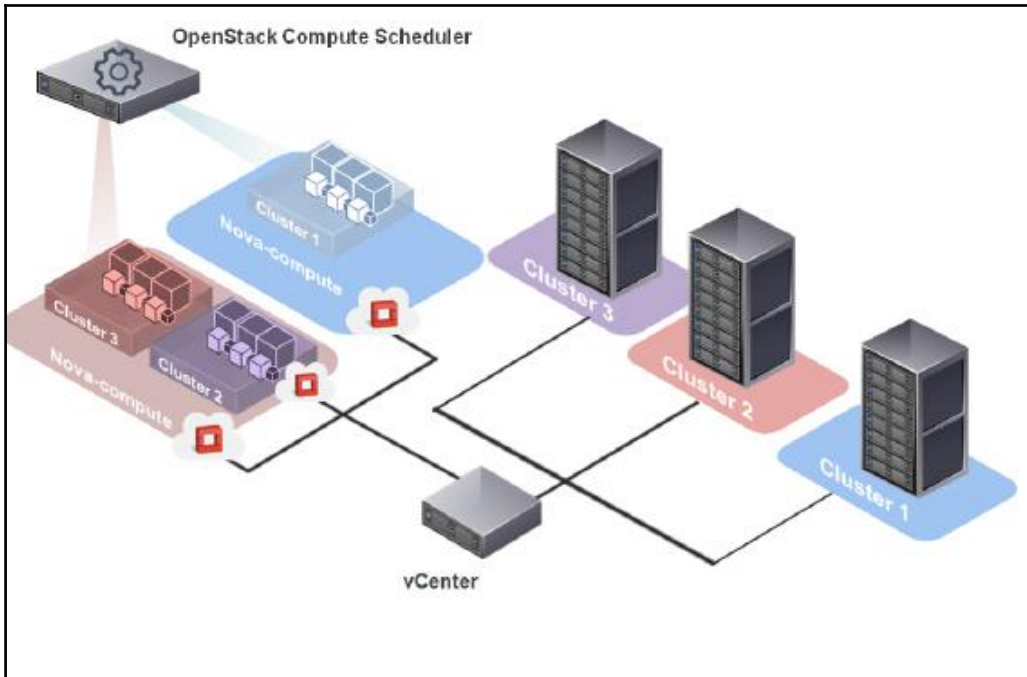 OpenStack Compute Scheduler
Cluster 1
Nova-compute
Cluster 3
Cluster 2
Nova-compute
Cluster 3
Cluster 2
Cluster 1
vCenter